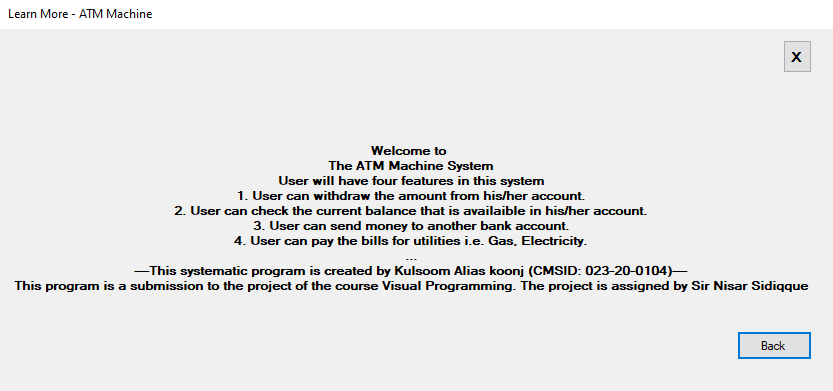 Learn More - ATM Machine
X
Welcome to
The ATM Machine System
User will have four features in this system
1. User can withdraw the amount from his/her account.
2. User can check the current balance that is availaible in his/her account.
3. User can send money to another bank account.
4. User can pay the bills for utilities i.e. Gas, Electricity.
...
—This systematic program is created by Kulsoom Alias koonj (CMSID: 023-20-0104)—
This program is a submission to the project of the course Visual Programming. The project is assigned by Sir Nisar Sidiqque
Back